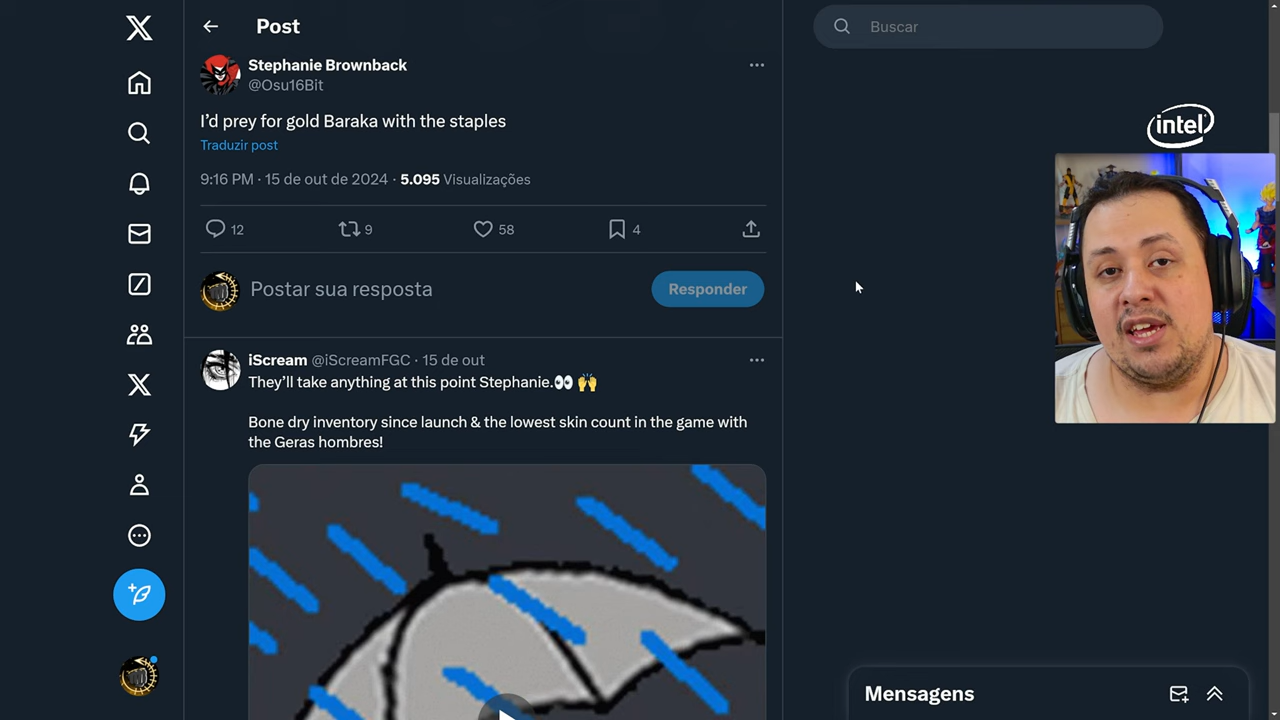 Post
Buscar
Stephanie Brownback
@Osu16Bit
I'd prey for gold Baraka with the staples
Traduzir post
9:16 PM · 15 de out de 2024 · 5.095 Visualizações
12
9
58
4
intel
Postar sua resposta
Responder
iScream @iScreamFGC · 15 de out
They'll take anything at this point Stephanie.👀 🙌
Bone dry inventory since launch & the lowest skin count in the game with
the Geras hombres!
Mensagens